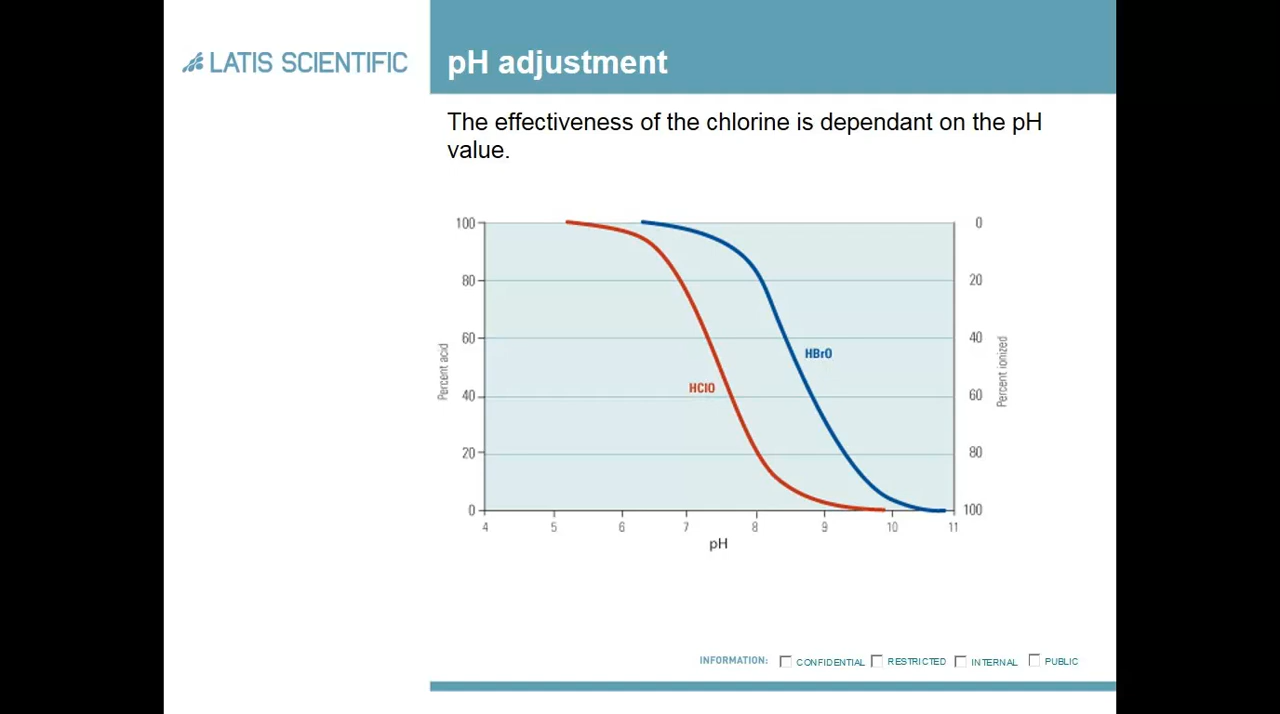 LATIS SCIENTIFIC
pH adjustment
The effectiveness of the chlorine is dependant on the pH
value.
100
0
80
20
60
40
Percent acid
HBrO
Percent ionized
HClO
40
60
20
80
0
100
4
5
6
7
8
9
10
11
pH
INFORMATION:
CONFIDENTIAL
RESTRICTED
INTERNAL
PUBLIC